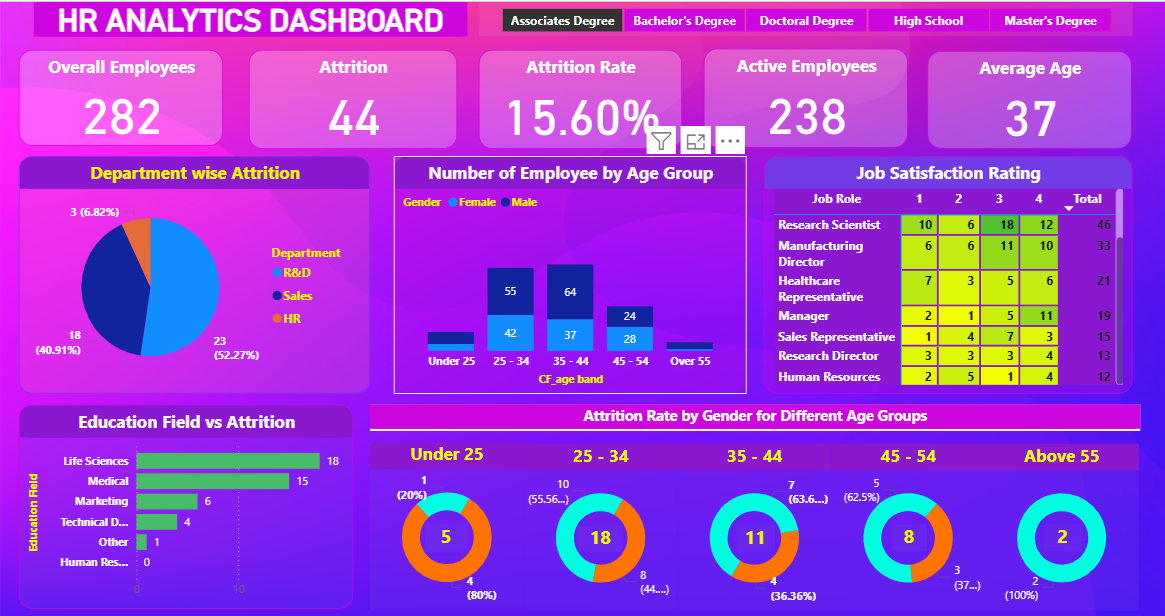 HR ANALYTICS DASHBOARD
Associates Degree
Bachelor's Degree
Doctoral Degree
High School
Master's Degree
Overall Employees
282
Attrition
44
Attrition Rate
15.60%
Active Employees
238
Average Age
37
Department wise Attrition
3 (6.82%)
18
(40.91%)
23
(52.27%)
Department
R&D
Sales
HR
Number of Employee by Age Group
Gender Female Male
55
42
64
37
24
28
Under 25 25 - 34 35 - 44 45 - 54 Over 55
CF_age band
Job Satisfaction Rating
Job Role 1 2 3 4 Total
Research Scientist 10 6 18 12 46
Manufacturing
Director 6 6 11 10 33
Healthcare
Representative 7 3 5 6 21
Manager 2 1 5 11 19
Sales Representative 1 4 7 3 15
Research Director 3 3 3 4 13
Human Resources 2 5 1 4 12
Education Field vs Attrition
Education Field
Life Sciences 18
Medical 15
Marketing 6
Technical D... 4
Other 1
Human Res... 0
0 10
Attrition Rate by Gender for Different Age Groups
Under 25
1
(20%)
5
4
(80%)
25 - 34
10
(55.56...)
18
8
(44....)
35 - 44
7
(63.6...)
11
4
(36.36%)
45 - 54
5
(62.5%)
8
3
(37...)
Above 55
2
2
(100%)